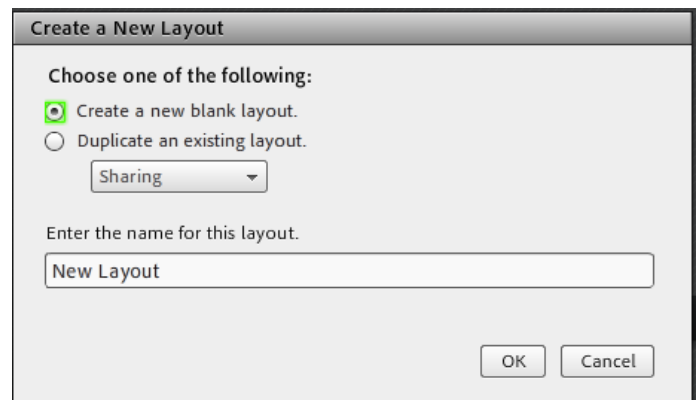 Create a New Layout
Choose one of the following:
Create a new blank layout.
Duplicate an existing layout.
Sharing
Enter the name for this layout.
New Layout
OK Cancel